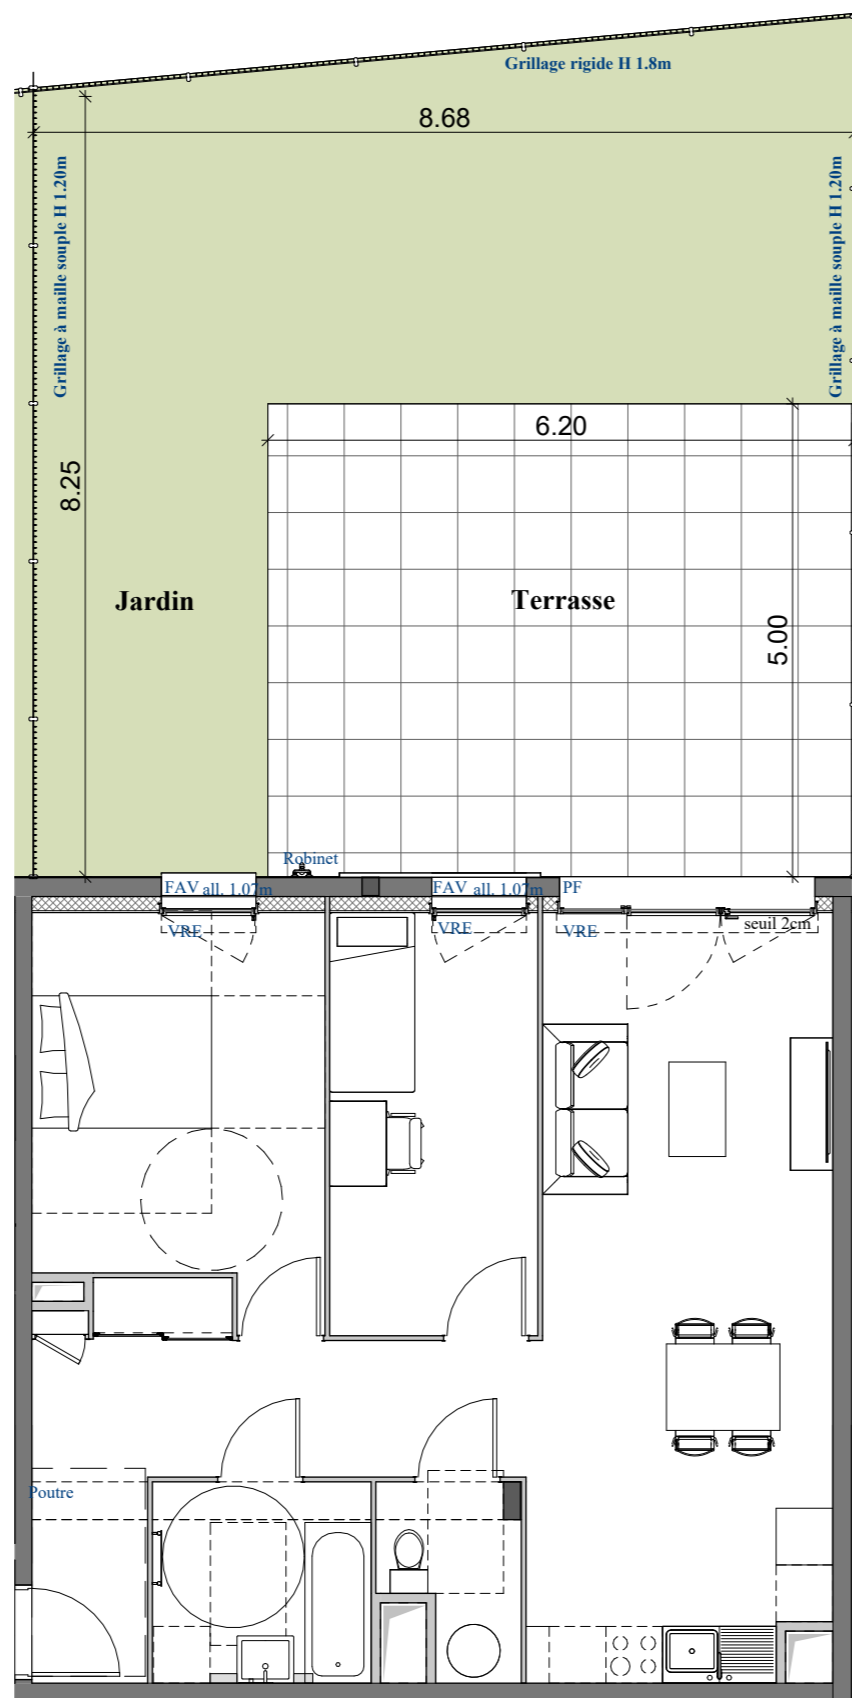 Grillage rigide H 1.8m
8.68
Grillage à maille souple H 1.20m
Grillage à maille souple H 1.20m
6.20
8.25
Jardin
Terrasse
5.00
Robinet
FAV all. 1.07m
FAV all. 1.07m
PF
VRE
VRE
VRE
seuil 2cm
Poutre